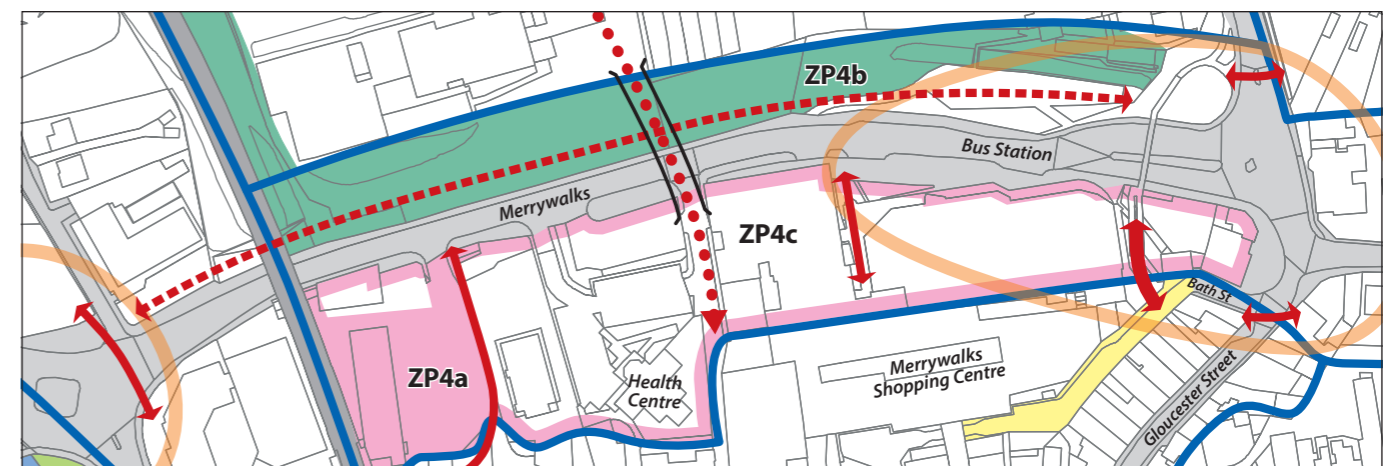 ZP4b
Bus Station
Merrywalks
ZP4c
ZP4a
Health
Centre
Merrywalks
Shopping Centre
Bath St
Gloucester Street